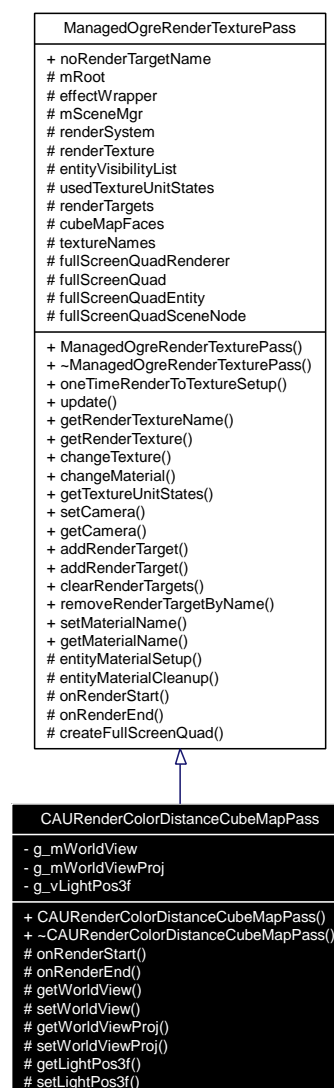 ManagedOgreRenderTexturePass
+ noRenderTargetName
# mRoot
# effectWrapper
# mSceneMgr
# renderSystem
# renderTexture
# entityVisibilityList
# usedTextureUnitStates
# renderTargets
# cubeMapFaces
# textureNames
# fullScreenQuadRenderer
# fullScreenQuad
# fullScreenQuadEntity
# fullScreenQuadSceneNode
+ ManagedOgreRenderTexturePass()
+ ~ManagedOgreRenderTexturePass()
+ oneTimeRenderToTextureSetup()
+ update()
+ getRenderTextureName()
+ getRenderTexture()
+ changeTexture()
+ changeMaterial()
+ getTextureUnitStates()
+ setCamera()
+ getCamera()
+ addRenderTarget()
+ addRenderTarget()
+ clearRenderTargets()
+ removeRenderTargetByName()
+ setMaterialName()
+ getMaterialName()
# entityMaterialSetup()
# entityMaterialCleanup()
# onRenderStart()
# onRenderEnd()
# createFullScreenQuad()
CAURenderColorDistanceCubeMapPass
- g_mWorldView
- g_mWorldViewProj
- g_vLightPos3f
+ CAURenderColorDistanceCubeMapPass()
+ ~CAURenderColorDistanceCubeMapPass()
# onRenderStart()
# onRenderEnd()
# getWorldView()
# setWorldView()
# getWorldViewProj()
# setWorldViewProj()
# getLightPos3f()
# setLightPos3f()